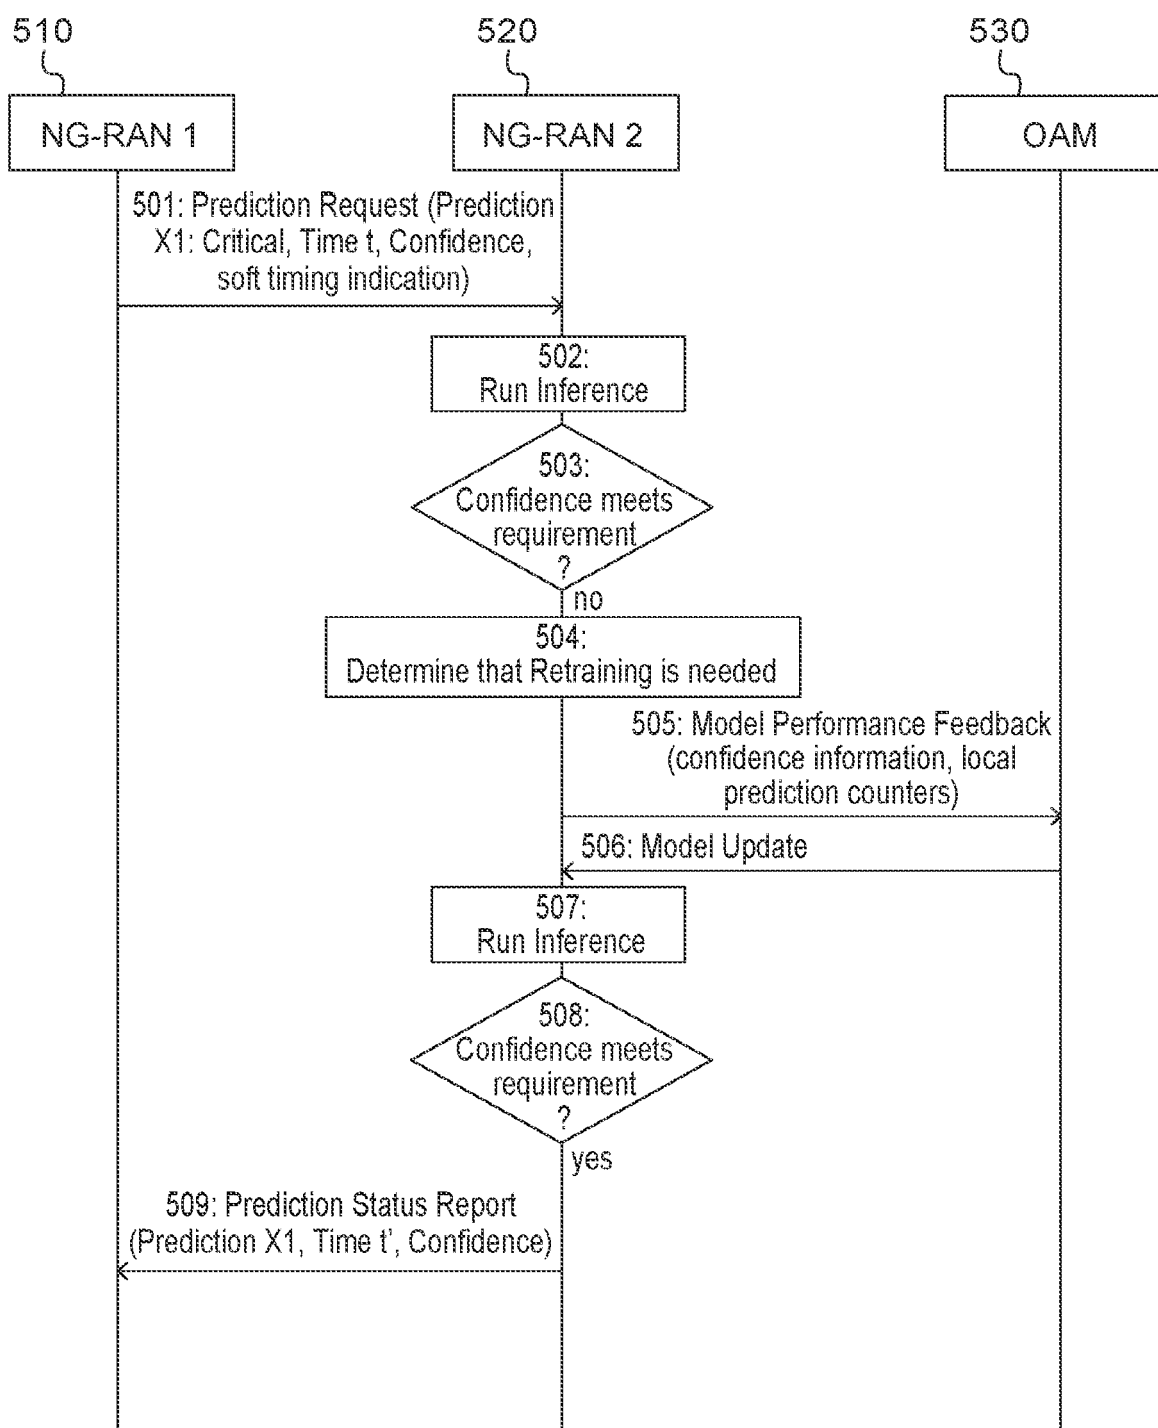 510
520
530
NG-RAN 1
NG-RAN 2
OAM
501: Prediction Request (Prediction
X1: Critical, Time t, Confidence,
soft timing indication)
502:
Run Inference
503:
Confidence meets
requirement
?
no
504:
Determine that Retraining is needed
505: Model Performance Feedback
(confidence information, local
prediction counters)
506: Model Update
507:
Run Inference
508:
Confidence meets
requirement
?
yes
509: Prediction Status Report
(Prediction X1, Time t’, Confidence)